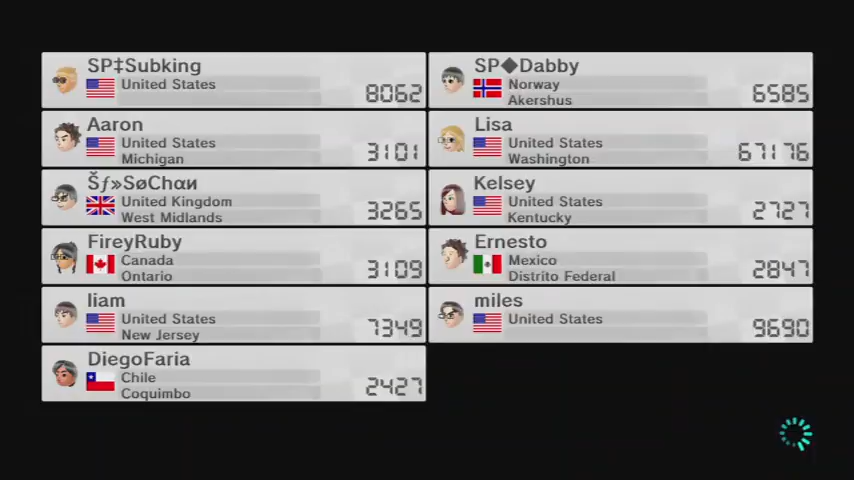 SP‡Subking
United States
8062
SP◆Dabby
Norway
Akershus
6585
Aaron
United States
Michigan
3101
Lisa
United States
Washington
67176
Šƒ»SøChαи
United Kingdom
West Midlands
3265
Kelsey
United States
Kentucky
2727
FireyRuby
Canada
Ontario
3109
Ernesto
Mexico
Distrito Federal
2847
liam
United States
New Jersey
7349
miles
United States
9690
DiegoFaria
Chile
Coquimbo
2427